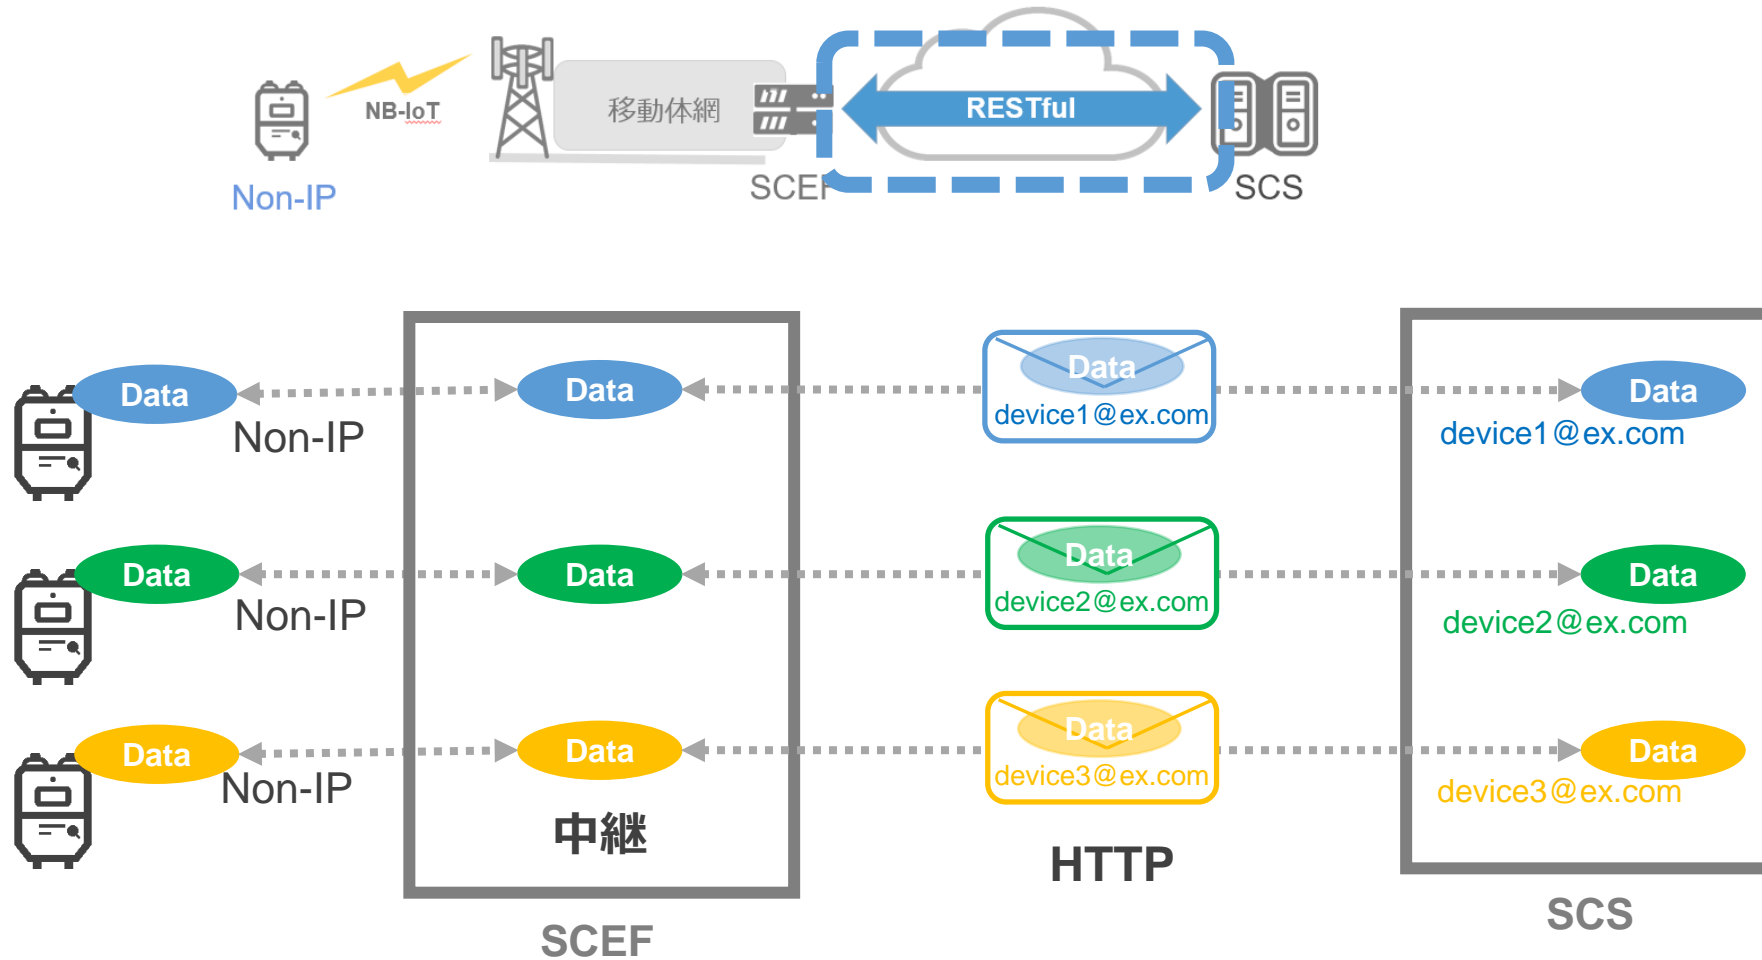 NB-IoT
移動体網
RESTful
Non-IP
SCEF
SCS
Data
Data
Data
device1@ex.com
Data
device1@ex.com
Non-IP
Data
Data
Data
device2@ex.com
Data
device2@ex.com
Non-IP
Data
Data
Data
device3@ex.com
Data
device3@ex.com
Non-IP
中継
HTTP
SCEF
SCS